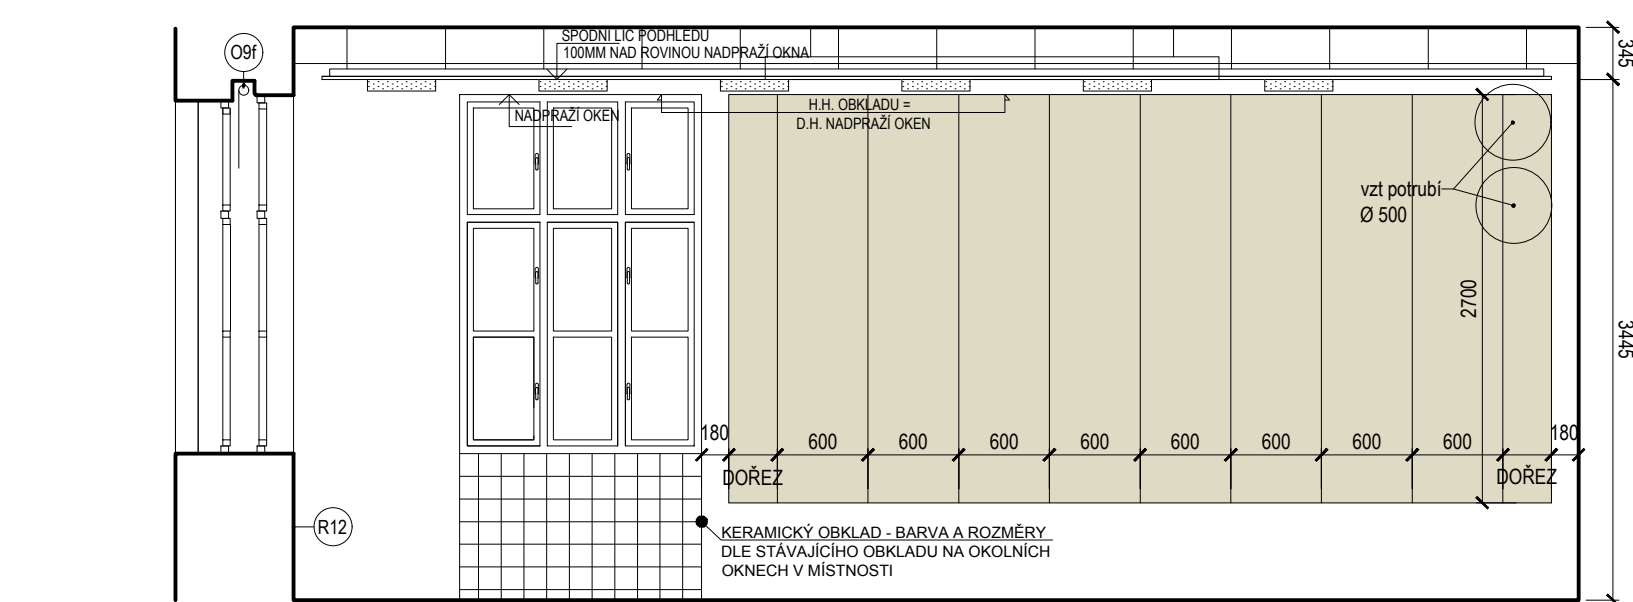 O9f
SPODNÍ LÍC PODHLEDU
100MM NAD ROVINOU NADPRAŽÍ OKNA
345
NADPRAŽÍ OKEN
H.H. OBKLADU =
D.H. NADPRAŽÍ OKEN
vzt potrubí
Ø 500
2700
3445
180 600 600 600 600 600 600 600 600 180
DOŘEZ DOŘEZ
R12
KERAMICKÝ OBKLAD - BARVA A ROZMĚRY
DLE STÁVAJÍCÍHO OBKLADU NA OKOLNÍCH
OKNECH V MÍSTNOSTI